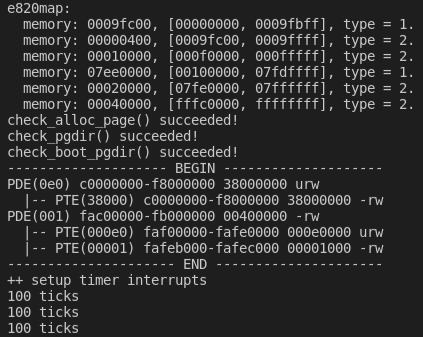 e820map:
  memory: 0009fc00, [00000000, 0009fbff], type = 1.
  memory: 00000400, [0009fc00, 0009ffff], type = 2.
  memory: 00010000, [000f0000, 000fffff], type = 2.
  memory: 07ee0000, [00100000, 07fdffff], type = 1.
  memory: 00020000, [07fe0000, 07ffffff], type = 2.
  memory: 00040000, [fffc0000, ffffffff], type = 2.
check_alloc_page() succeeded!
check_pgdir() succeeded!
check_boot_pgdir() succeeded!
-------------------- BEGIN --------------------
PDE(0e0) c0000000-f8000000 38000000 urw
  |-- PTE(38000) c0000000-f8000000 38000000 -rw
PDE(001) fac00000-fb000000 00400000 -rw
  |-- PTE(000e0) faf00000-fafe0000 000e0000 urw
  |-- PTE(00001) fafeb000-fafec000 00001000 -rw
--------------------- END ---------------------
++ setup timer interrupts
100 ticks
100 ticks
100 ticks